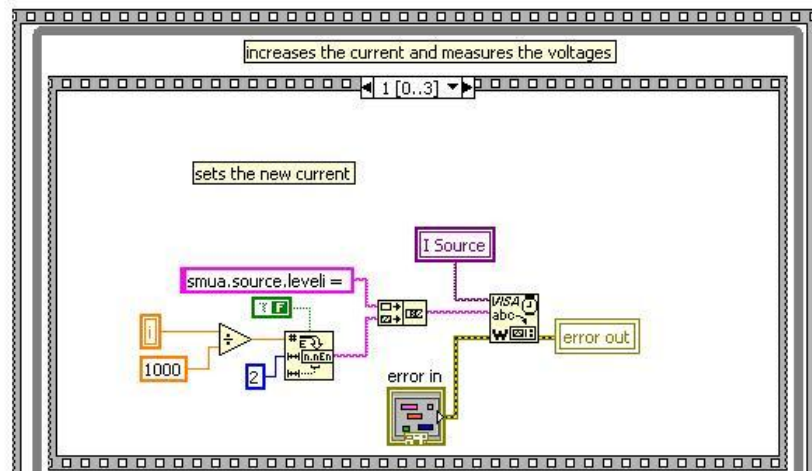 increases the current and measures the voltages
1 [0..3]
sets the new current
I Source
smua.source.leveli =
F
i
1000
2
#
E
n.nEn
VISA
abc
W
error out
error in